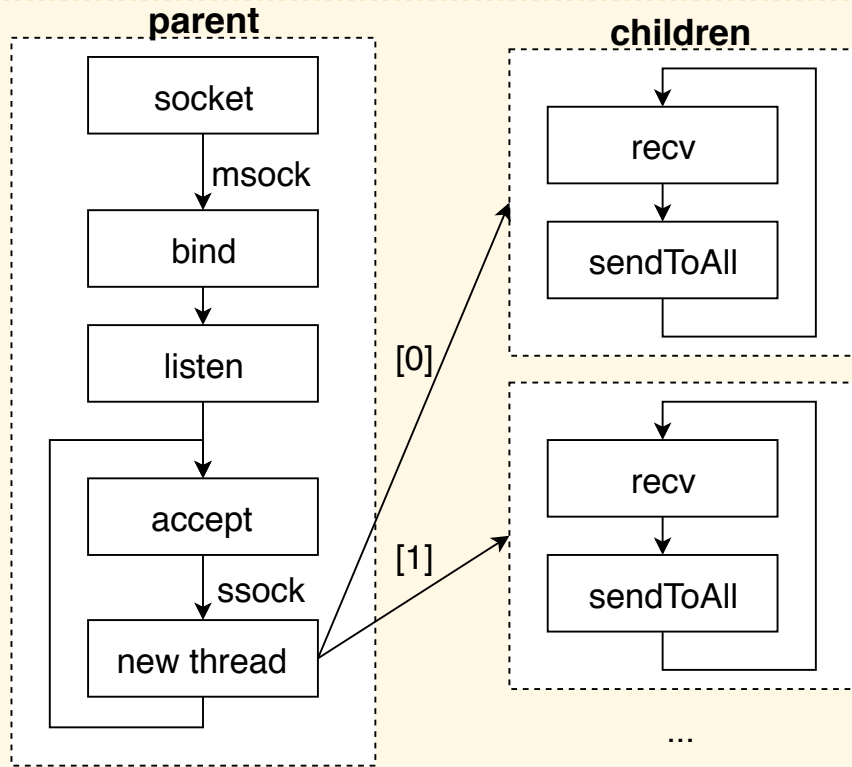 parent
socket
msock
bind
listen
accept
ssock
new thread
[0]
[1]
children
recv
sendToAll
recv
sendToAll
...